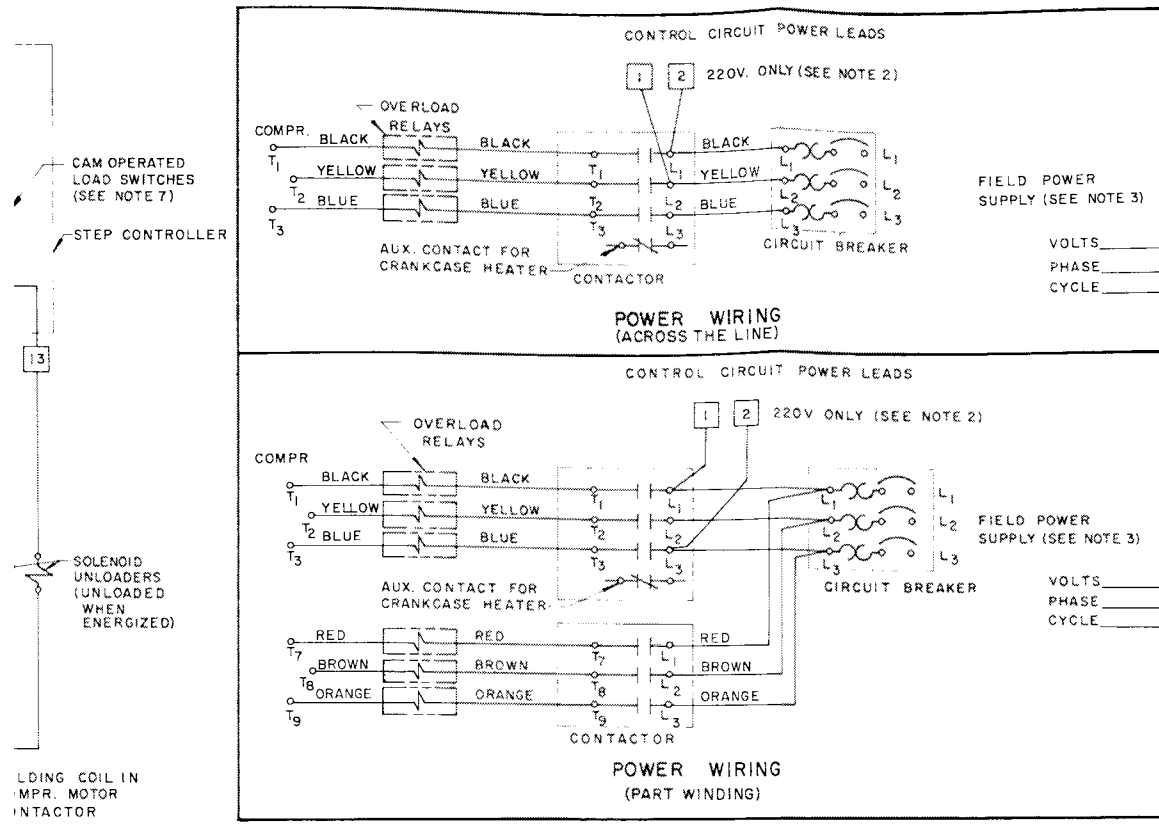 CONTROL CIRCUIT POWER LEADS
1 2 220V. ONLY (SEE NOTE 2)
OVERLOAD
RELAYS
COMPR.
T1 BLACK BLACK T1 L1 BLACK L1 L1
T2 YELLOW YELLOW T2 L2 YELLOW L2 L2
T3 BLUE BLUE T3 L3 BLUE L3 L3
AUX. CONTACT FOR
CRANKCASE HEATER
CONTACTOR
CIRCUIT BREAKER
FIELD POWER
SUPPLY (SEE NOTE 3)
VOLTS
PHASE
CYCLE
POWER WIRING
(ACROSS THE LINE)
CAM OPERATED
LOAD SWITCHES
(SEE NOTE 7)
STEP CONTROLLER
13
SOLENOID
UNLOADERS
(UNLOADED
WHEN
ENERGIZED)
LDING COIL IN
MPR. MOTOR
NTACTOR
CONTROL CIRCUIT POWER LEADS
1 2 220V ONLY (SEE NOTE 2)
OVERLOAD
RELAYS
COMPR
T1 BLACK BLACK T1 L1 L1 L1
T2 YELLOW YELLOW T2 L2 L2 L2
T3 BLUE BLUE T3 L3 L3 L3
AUX. CONTACT FOR
CRANKCASE HEATER
CIRCUIT BREAKER
FIELD POWER
SUPPLY (SEE NOTE 3)
VOLTS
PHASE
CYCLE
T7 RED RED T7 L1 RED
T8 BROWN BROWN T8 L2 BROWN
T9 ORANGE ORANGE T9 L3 ORANGE
CONTACTOR
POWER WIRING
(PART WINDING)